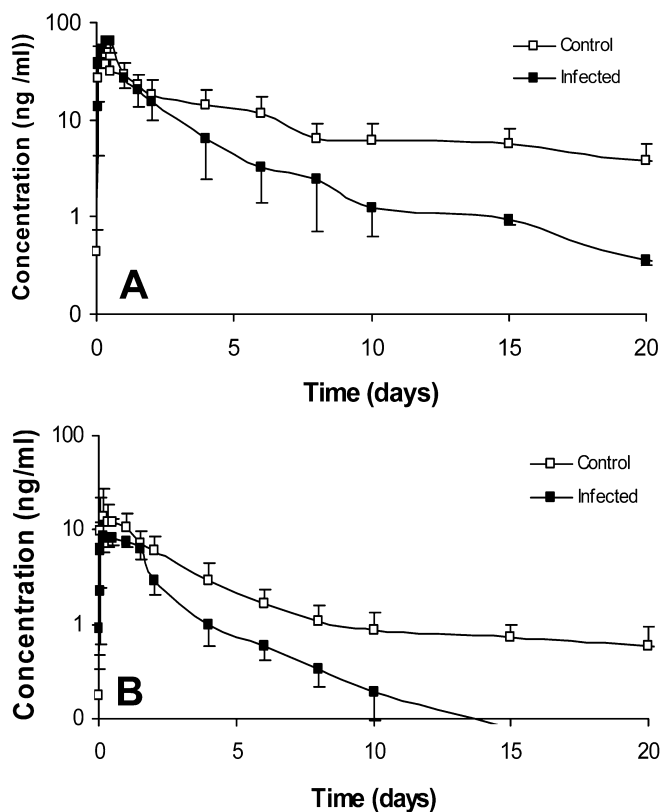 Concentration (ng /ml))
100
10
1
0
Control
Infected
A
0 5 10 15 20
Time (days)
Concentration (ng/ml)
100
10
1
0
Control
Infected
B
0 5 10 15 20
Time (days)